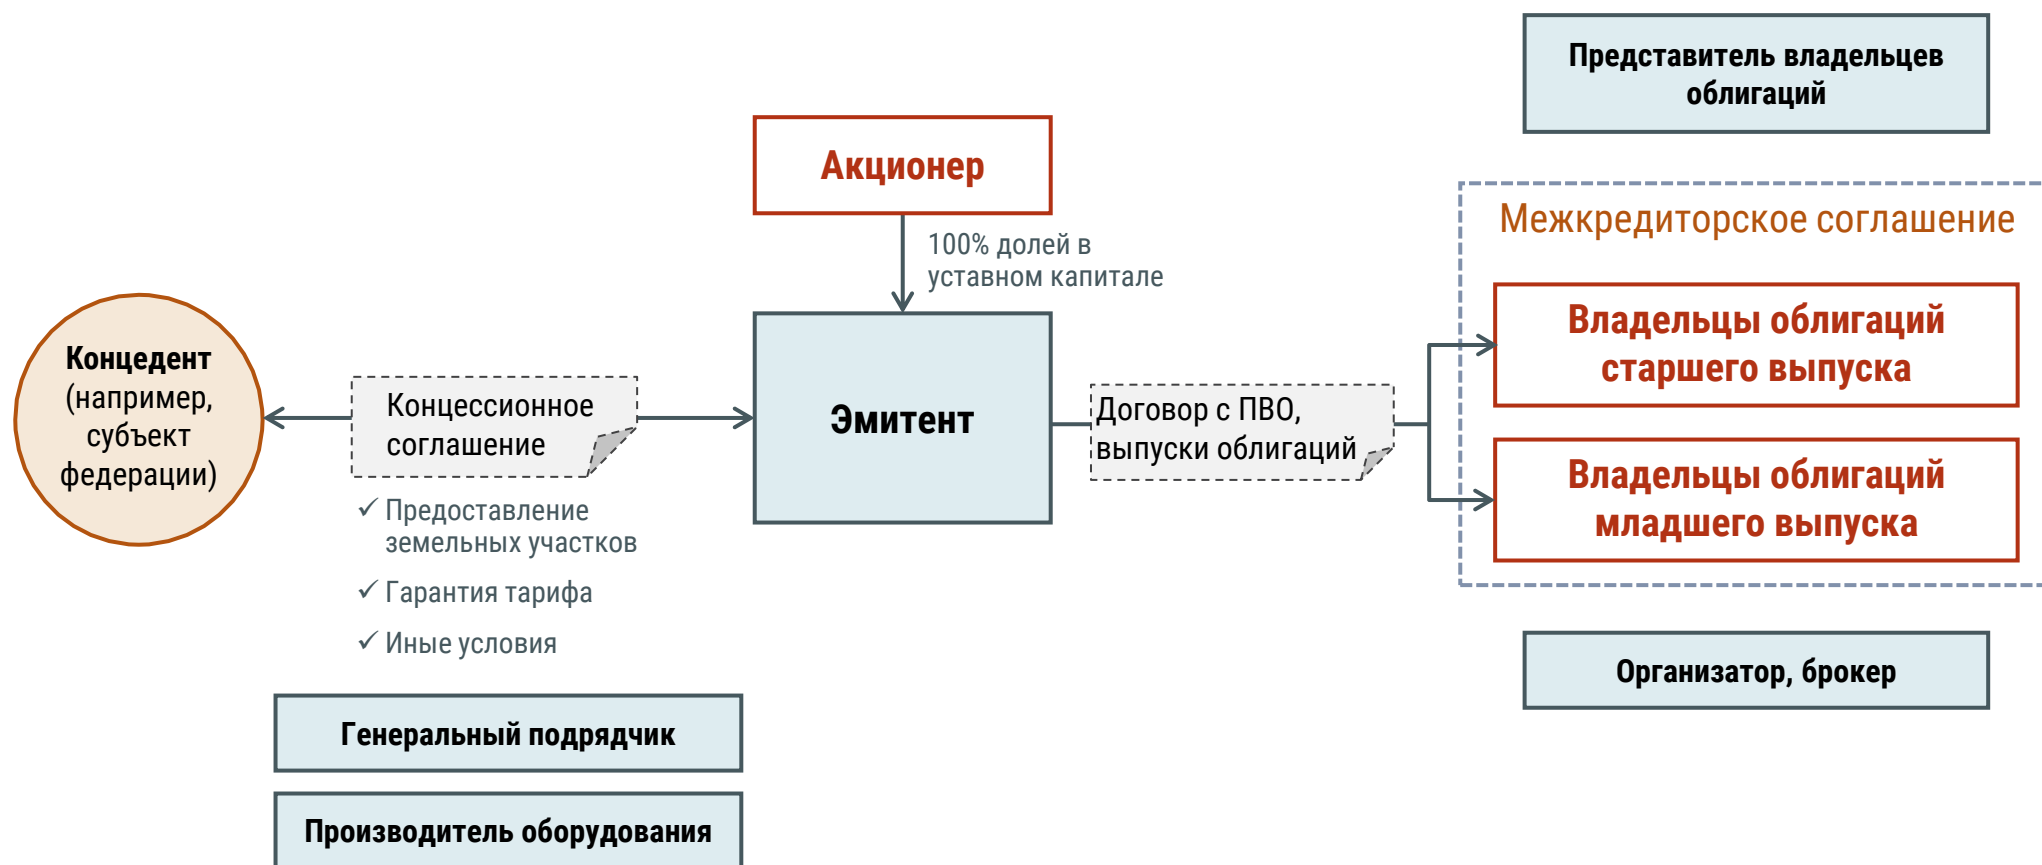 Представитель владельцев
облигаций
Акционер
100% долей в
уставном капитале
Межкредиторское соглашение
Владельцы облигаций
старшего выпуска
Владельцы облигаций
младшего выпуска
Концедент
(например,
субъект
федерации)
Концессионное
соглашение
Эмитент
Договор с ПВО,
выпуски облигаций
✓ Предоставление
земельных участков
✓ Гарантия тарифа
✓ Иные условия
Организатор, брокер
Генеральный подрядчик
Производитель оборудования